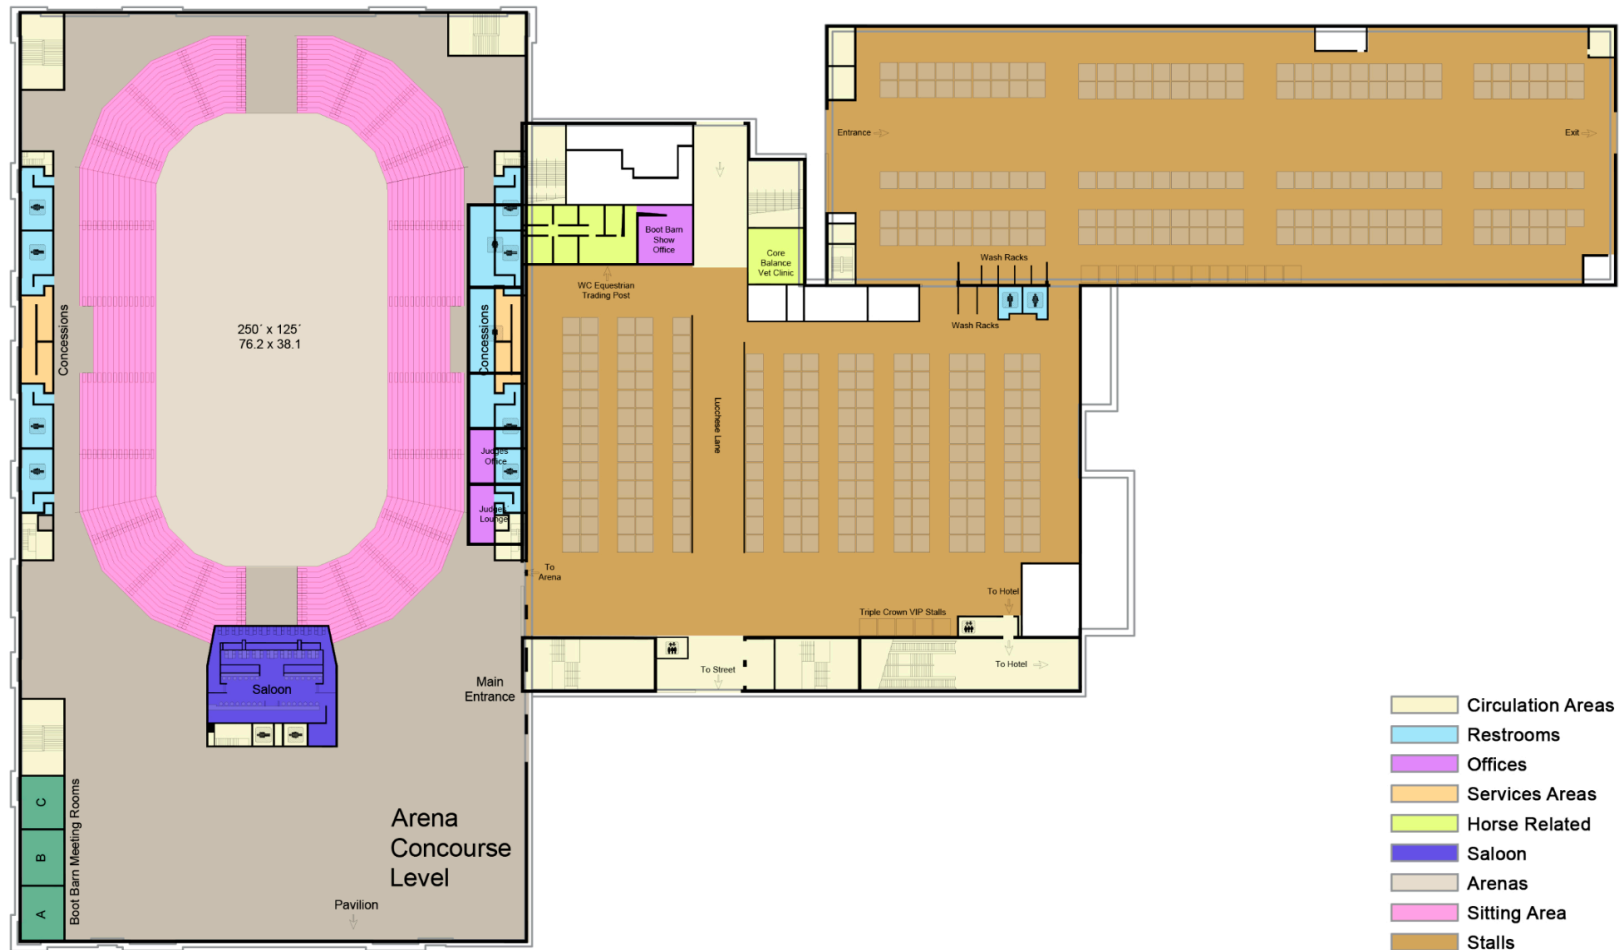 Entrance
Exit
Boot Barn
Show
Office
Core
Balance
Vet Clinic
Wash Racks
WC Equestrian
Trading Post
Wash Racks
Concessions
Concessions
250´ x 125´
76.2 x 38.1
Lucchese Lane
Judges
Office
Judges´
Lounge
To
Arena
To Hotel
Triple Crown VIP Stalls
To Street
To Hotel
Saloon
Main
Entrance
Boot Barn Meeting Rooms
C
B
A
Arena
Concourse
Level
Pavilion
Circulation Areas
Restrooms
Offices
Services Areas
Horse Related
Saloon
Arenas
Sitting Area
Stalls